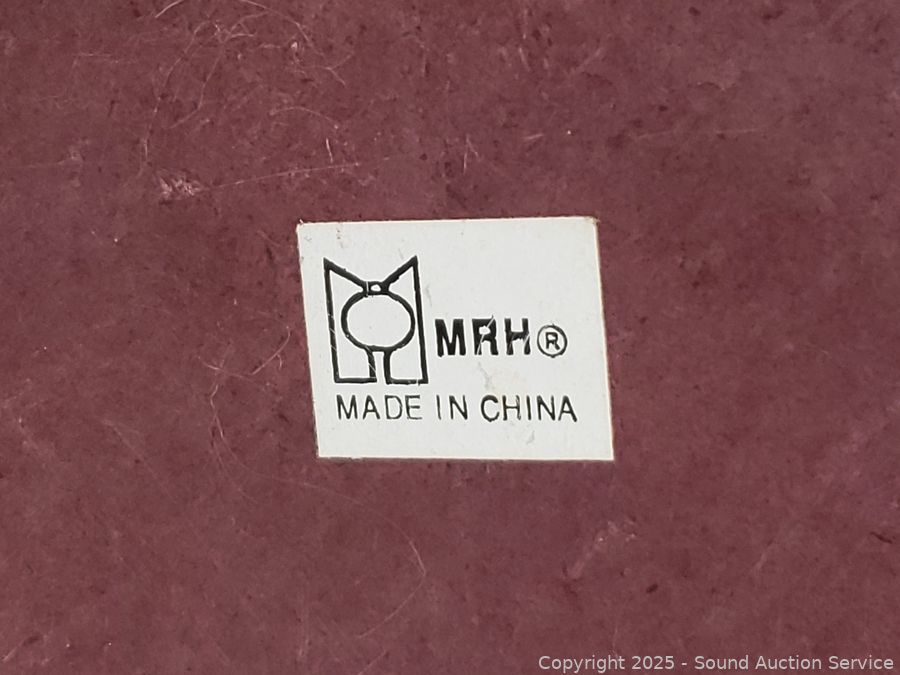 MRH®
MADE IN CHINA
Copyright 2025 - Sound Auction Service